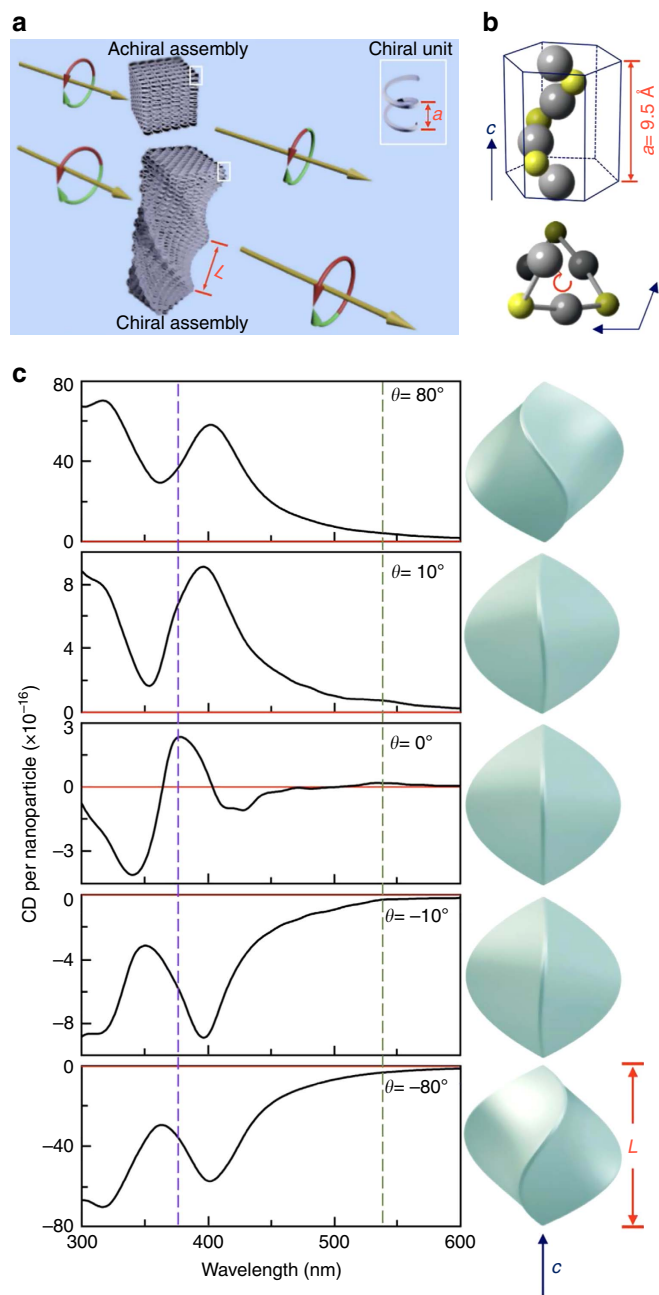 a
Achiral assembly
Chiral unit
a
L
Chiral assembly
b
c
a= 9.5 Å
c
CD per nanoparticle (×10⁻¹⁶)
80
40
0
θ= 80°
8
4
0
θ= 10°
3
0
−3
θ= 0°
0
−4
−8
θ= −10°
0
−40
−80
θ= −80°
300 400 500 600
Wavelength (nm)
L
c